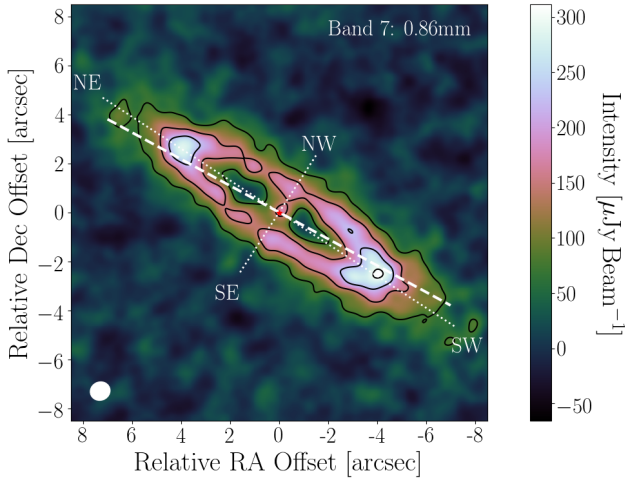 Band 7: 0.86mm
NE
NW
SE
SW
8
6
4
2
0
−2
−4
−6
−8
8 6 4 2 0 -2 -4 -6 -8
Relative RA Offset [arcsec]
Relative Dec Offset [arcsec]
300
250
200
150
100
50
0
−50
Intensity [μJy Beam⁻¹]